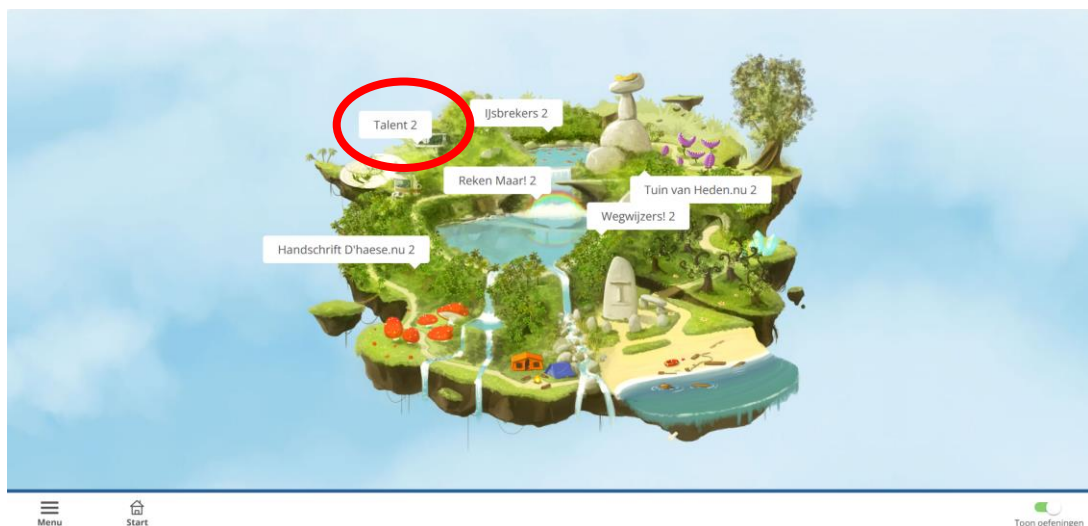 IJsbrekers 2
Talent 2
Reken Maar! 2
Tuin van Heden.nu 2
Wegwijzers! 2
Handschrift D'haese.nu 2
Menu
Start
Toon oefeningen